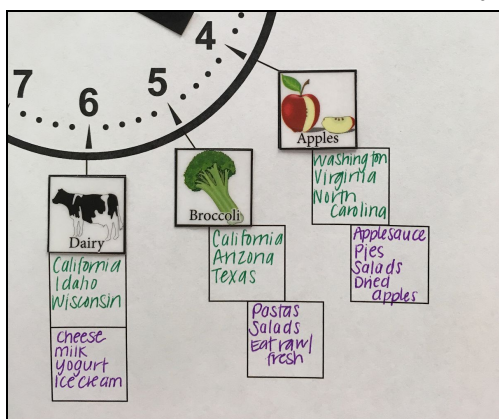 4
5
6
7
Apples
Washington
Virginia
North
Carolina
Applesauce
Pies
Salads
Dried
apples
Broccoli
California
Arizona
Texas
Pastas
Salads
Eat raw/
fresh
Dairy
California
Idaho
Wisconsin
Cheese
milk
yogurt
Ice cream